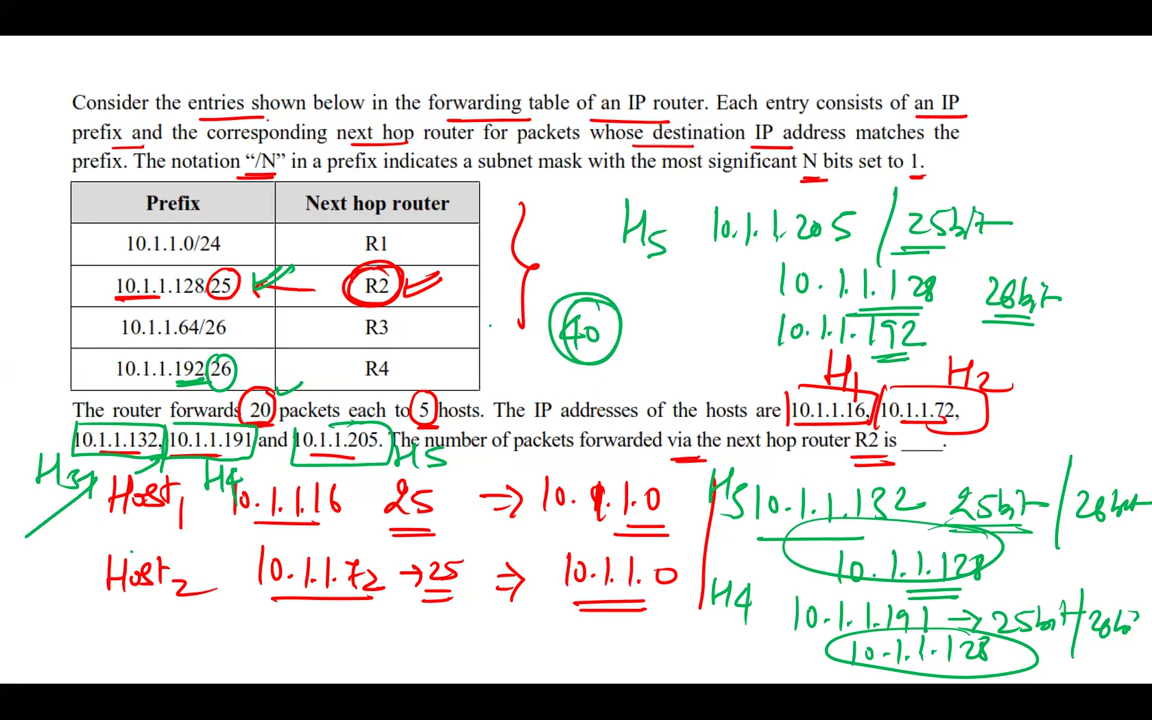 Consider the entries shown below in the forwarding table of an IP router. Each entry consists of an IP
prefix and the corresponding next hop router for packets whose destination IP address matches the
prefix. The notation “/N” in a prefix indicates a subnet mask with the most significant N bits set to 1.
Prefix Next hop router
10.1.1.0/24 R1
10.1.1.128/25 R2
10.1.1.64/26 R3
10.1.1.192/26 R4
H5 10.1.1.205 / 25bit
10.1.1.128 26bit
10.1.1.192
40
H1 H2
The router forwards 20 packets each to 5 hosts. The IP addresses of the hosts are 10.1.1.16, 10.1.1.72,
10.1.1.132, 10.1.1.191 and 10.1.1.205. The number of packets forwarded via the next hop router R2 is ____.
H3 H4 H5
Host1 10.1.1.16 25 ⇒ 10.1.1.0
Host2 10.1.1.72 → 25 ⇒ 10.1.1.0
10.1.1.132 25bit / 26bit
10.1.1.128
H4 10.1.1.191 → 25bit / 26bit
10.1.1.128